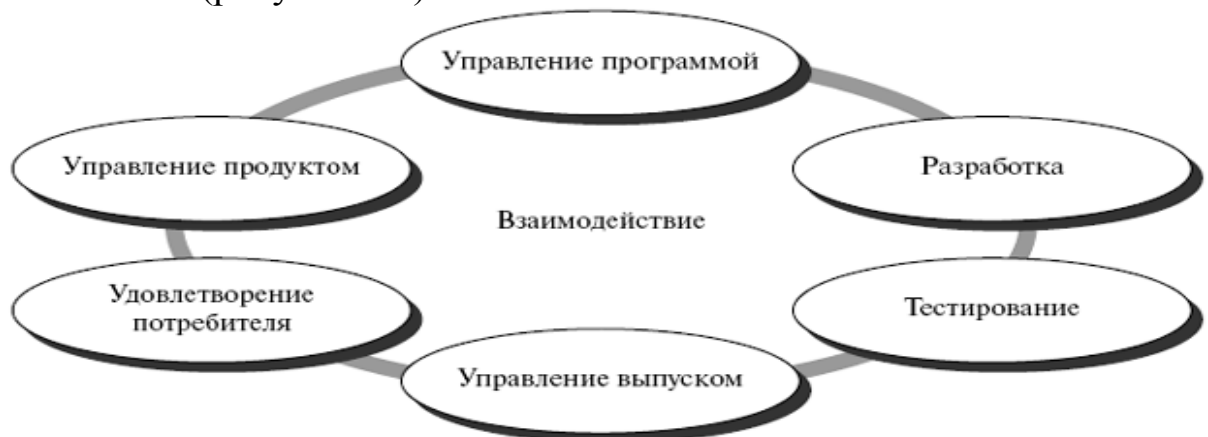 Управление программой
Управление продуктом
Разработка
Взаимодействие
Удовлетворение
потребителя
Тестирование
Управление выпуском